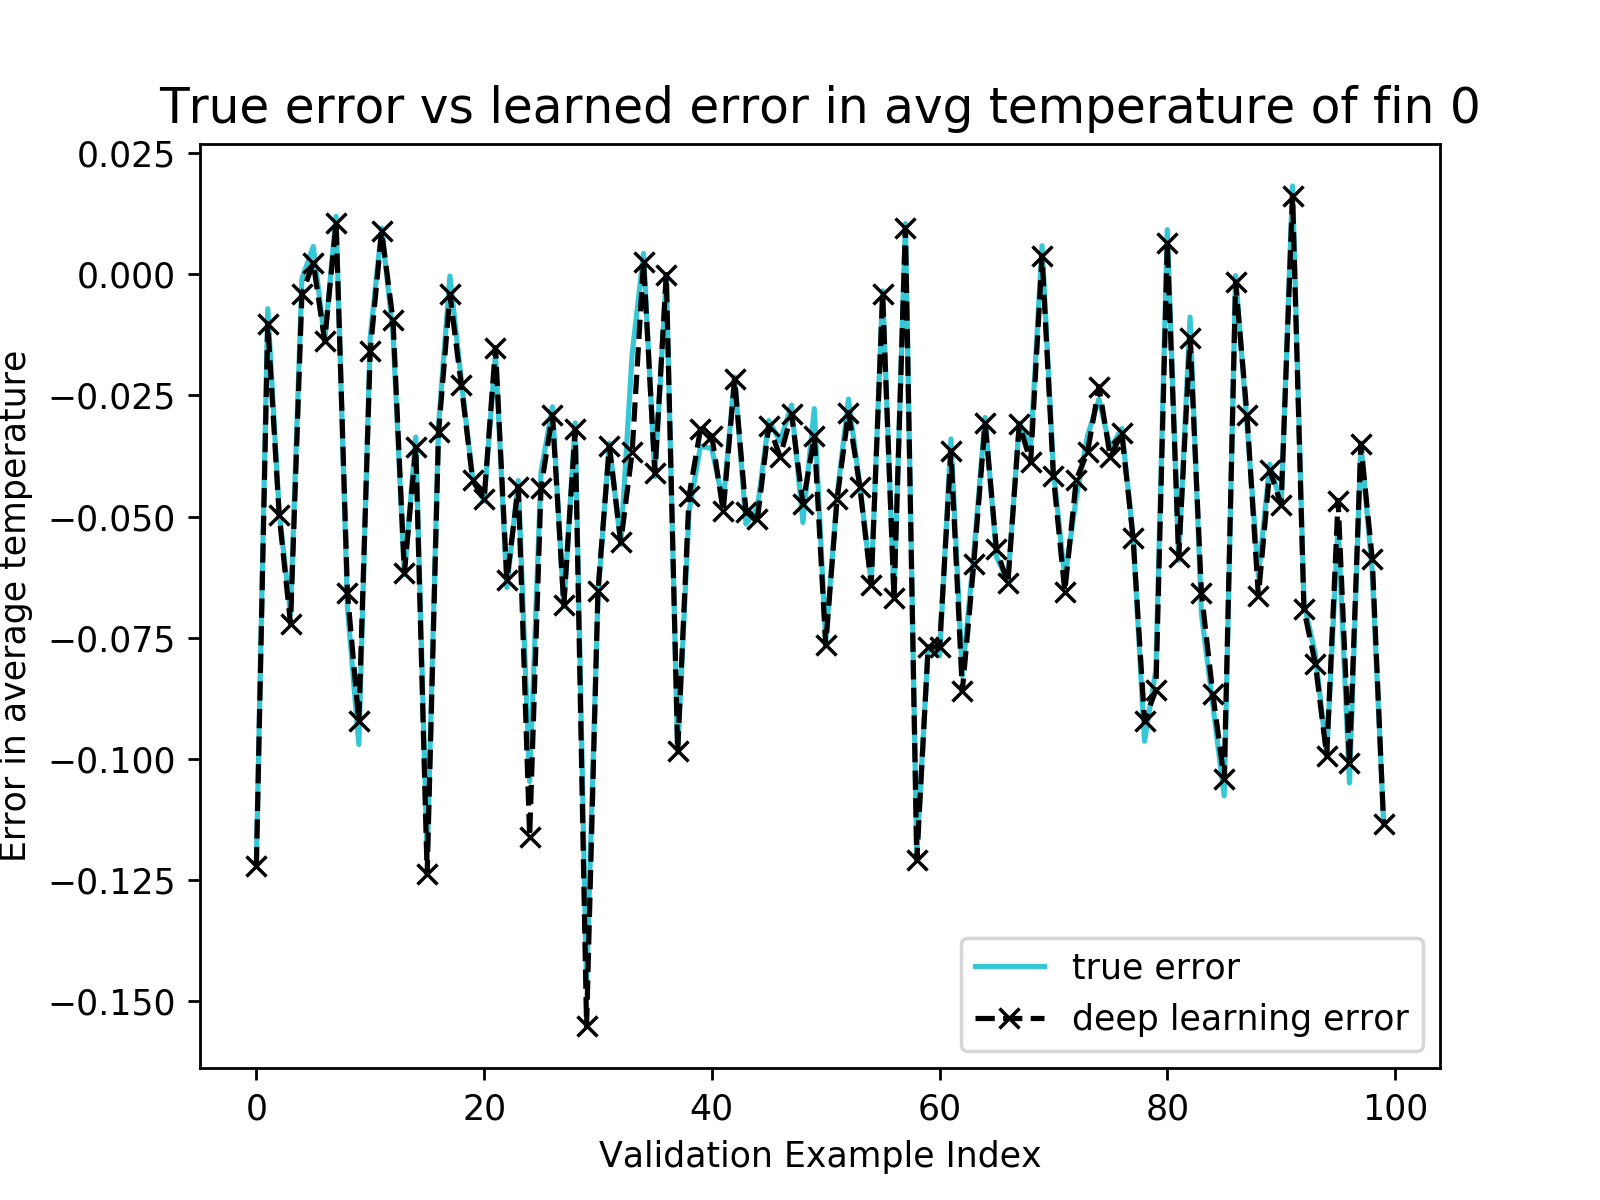 True error vs learned error in avg temperature of fin 0
0.025
0.000
−0.025
−0.050
−0.075
−0.100
−0.125
−0.150
Error in average temperature
true error
deep learning error
0 20 40 60 80 100
Validation Example Index